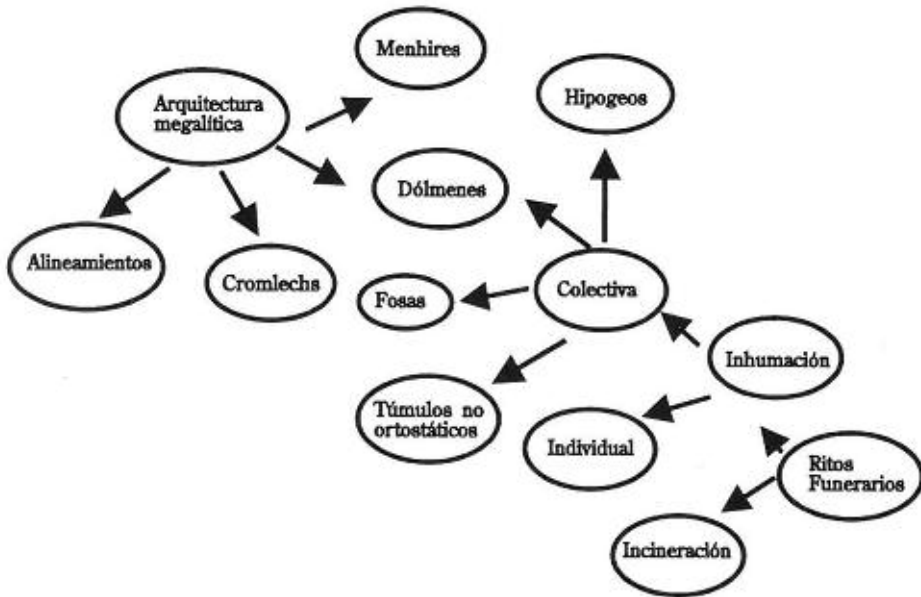 Menhires
Arquitectura
megalítica
Hipogeos
Dólmenes
Alineamientos
Cromlechs
Fosas
Colectiva
Inhumación
Túmulos no
ortostáticos
Individual
Ritos
Funerarios
Incineración